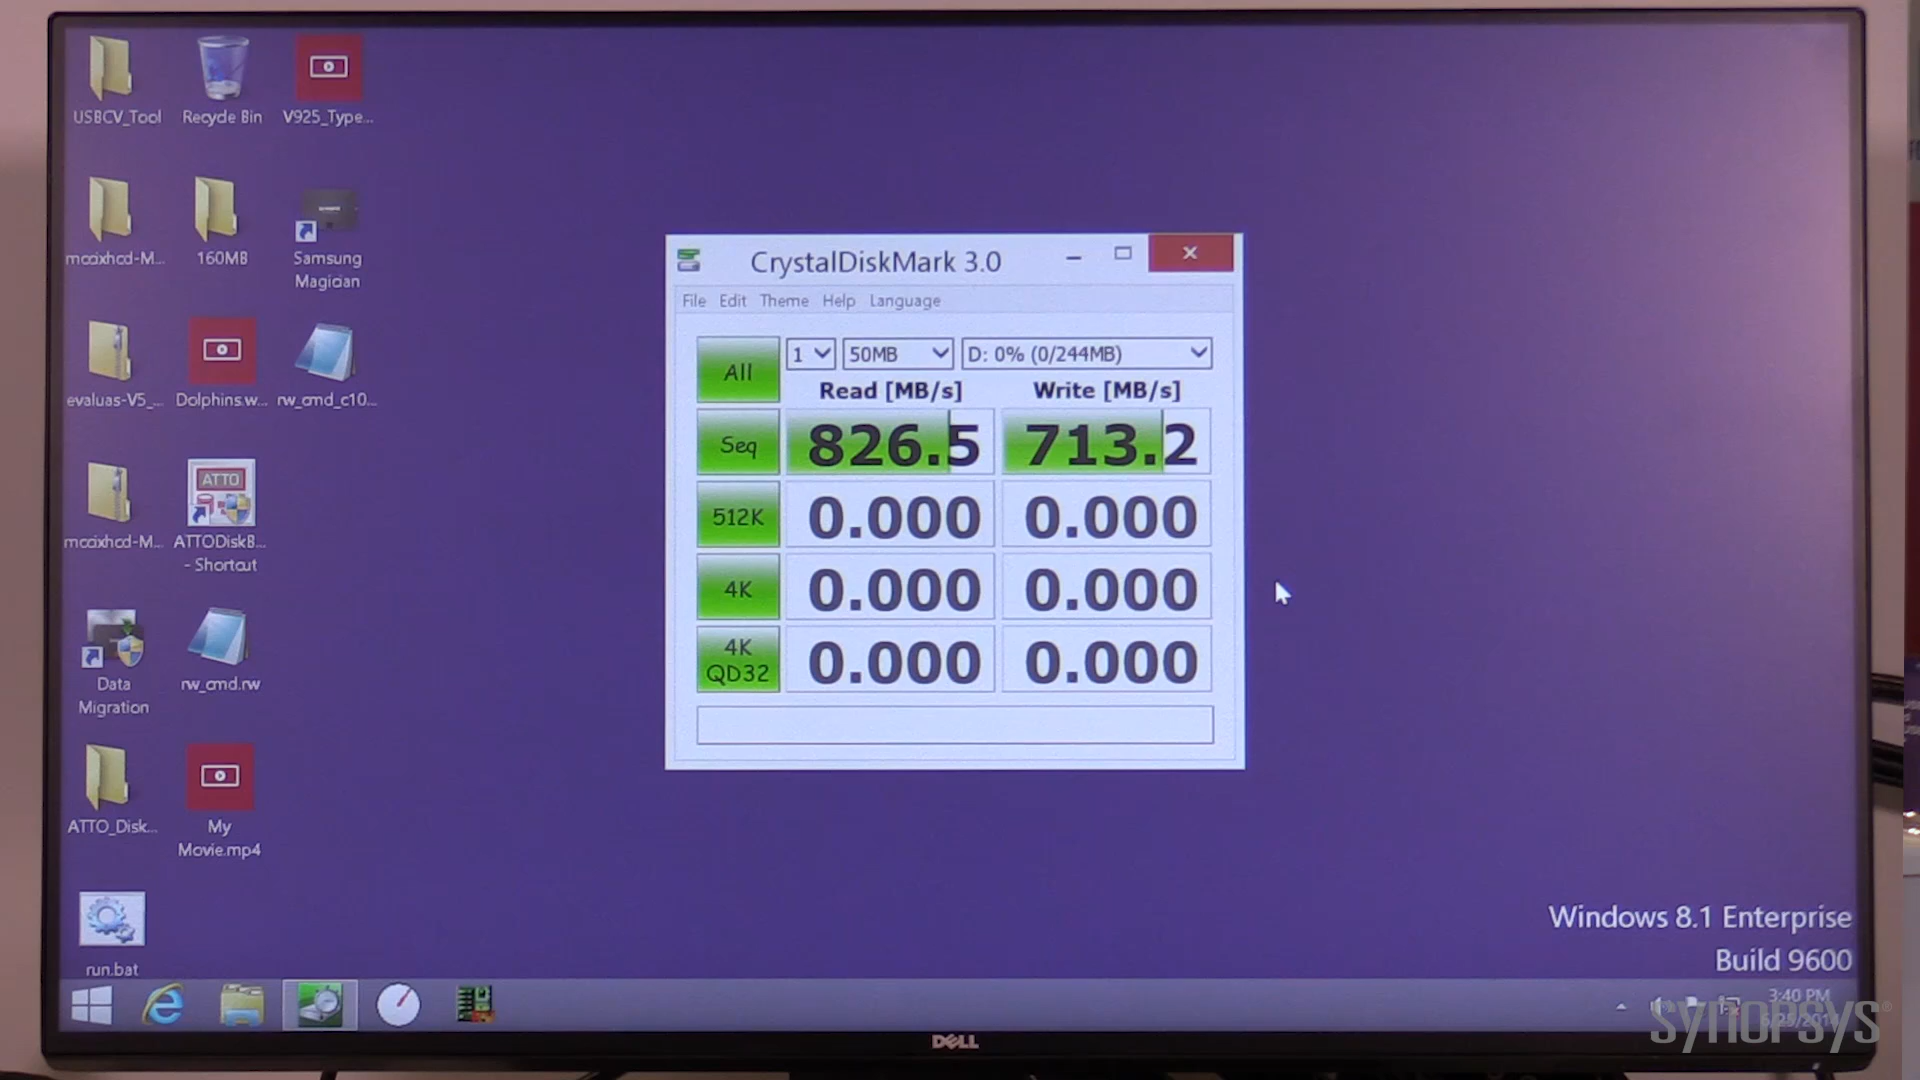 USBCV_Tool
Recycle Bin
V925_Type...
mccixhcd-M...
160MB
Samsung
Magician
evaluas-V5_...
Dolphins.w...
rw_cmd_c10...
mccixhcd-M...
ATTO
ATTODiskB...
- Shortcut
Data
Migration
rw_cmd.rw
ATTO_Disk...
My
Movie.mp4
run.bat
CrystalDiskMark 3.0
File Edit Theme Help Language
All
1
50MB
D: 0% (0/244MB)
Read [MB/s]
Write [MB/s]
Seq
826.5
713.2
512K
0.000
0.000
4K
0.000
0.000
4K
QD32
0.000
0.000
Windows 8.1 Enterprise
Build 9600
3:40 PM
SYNOPSYS®
DELL